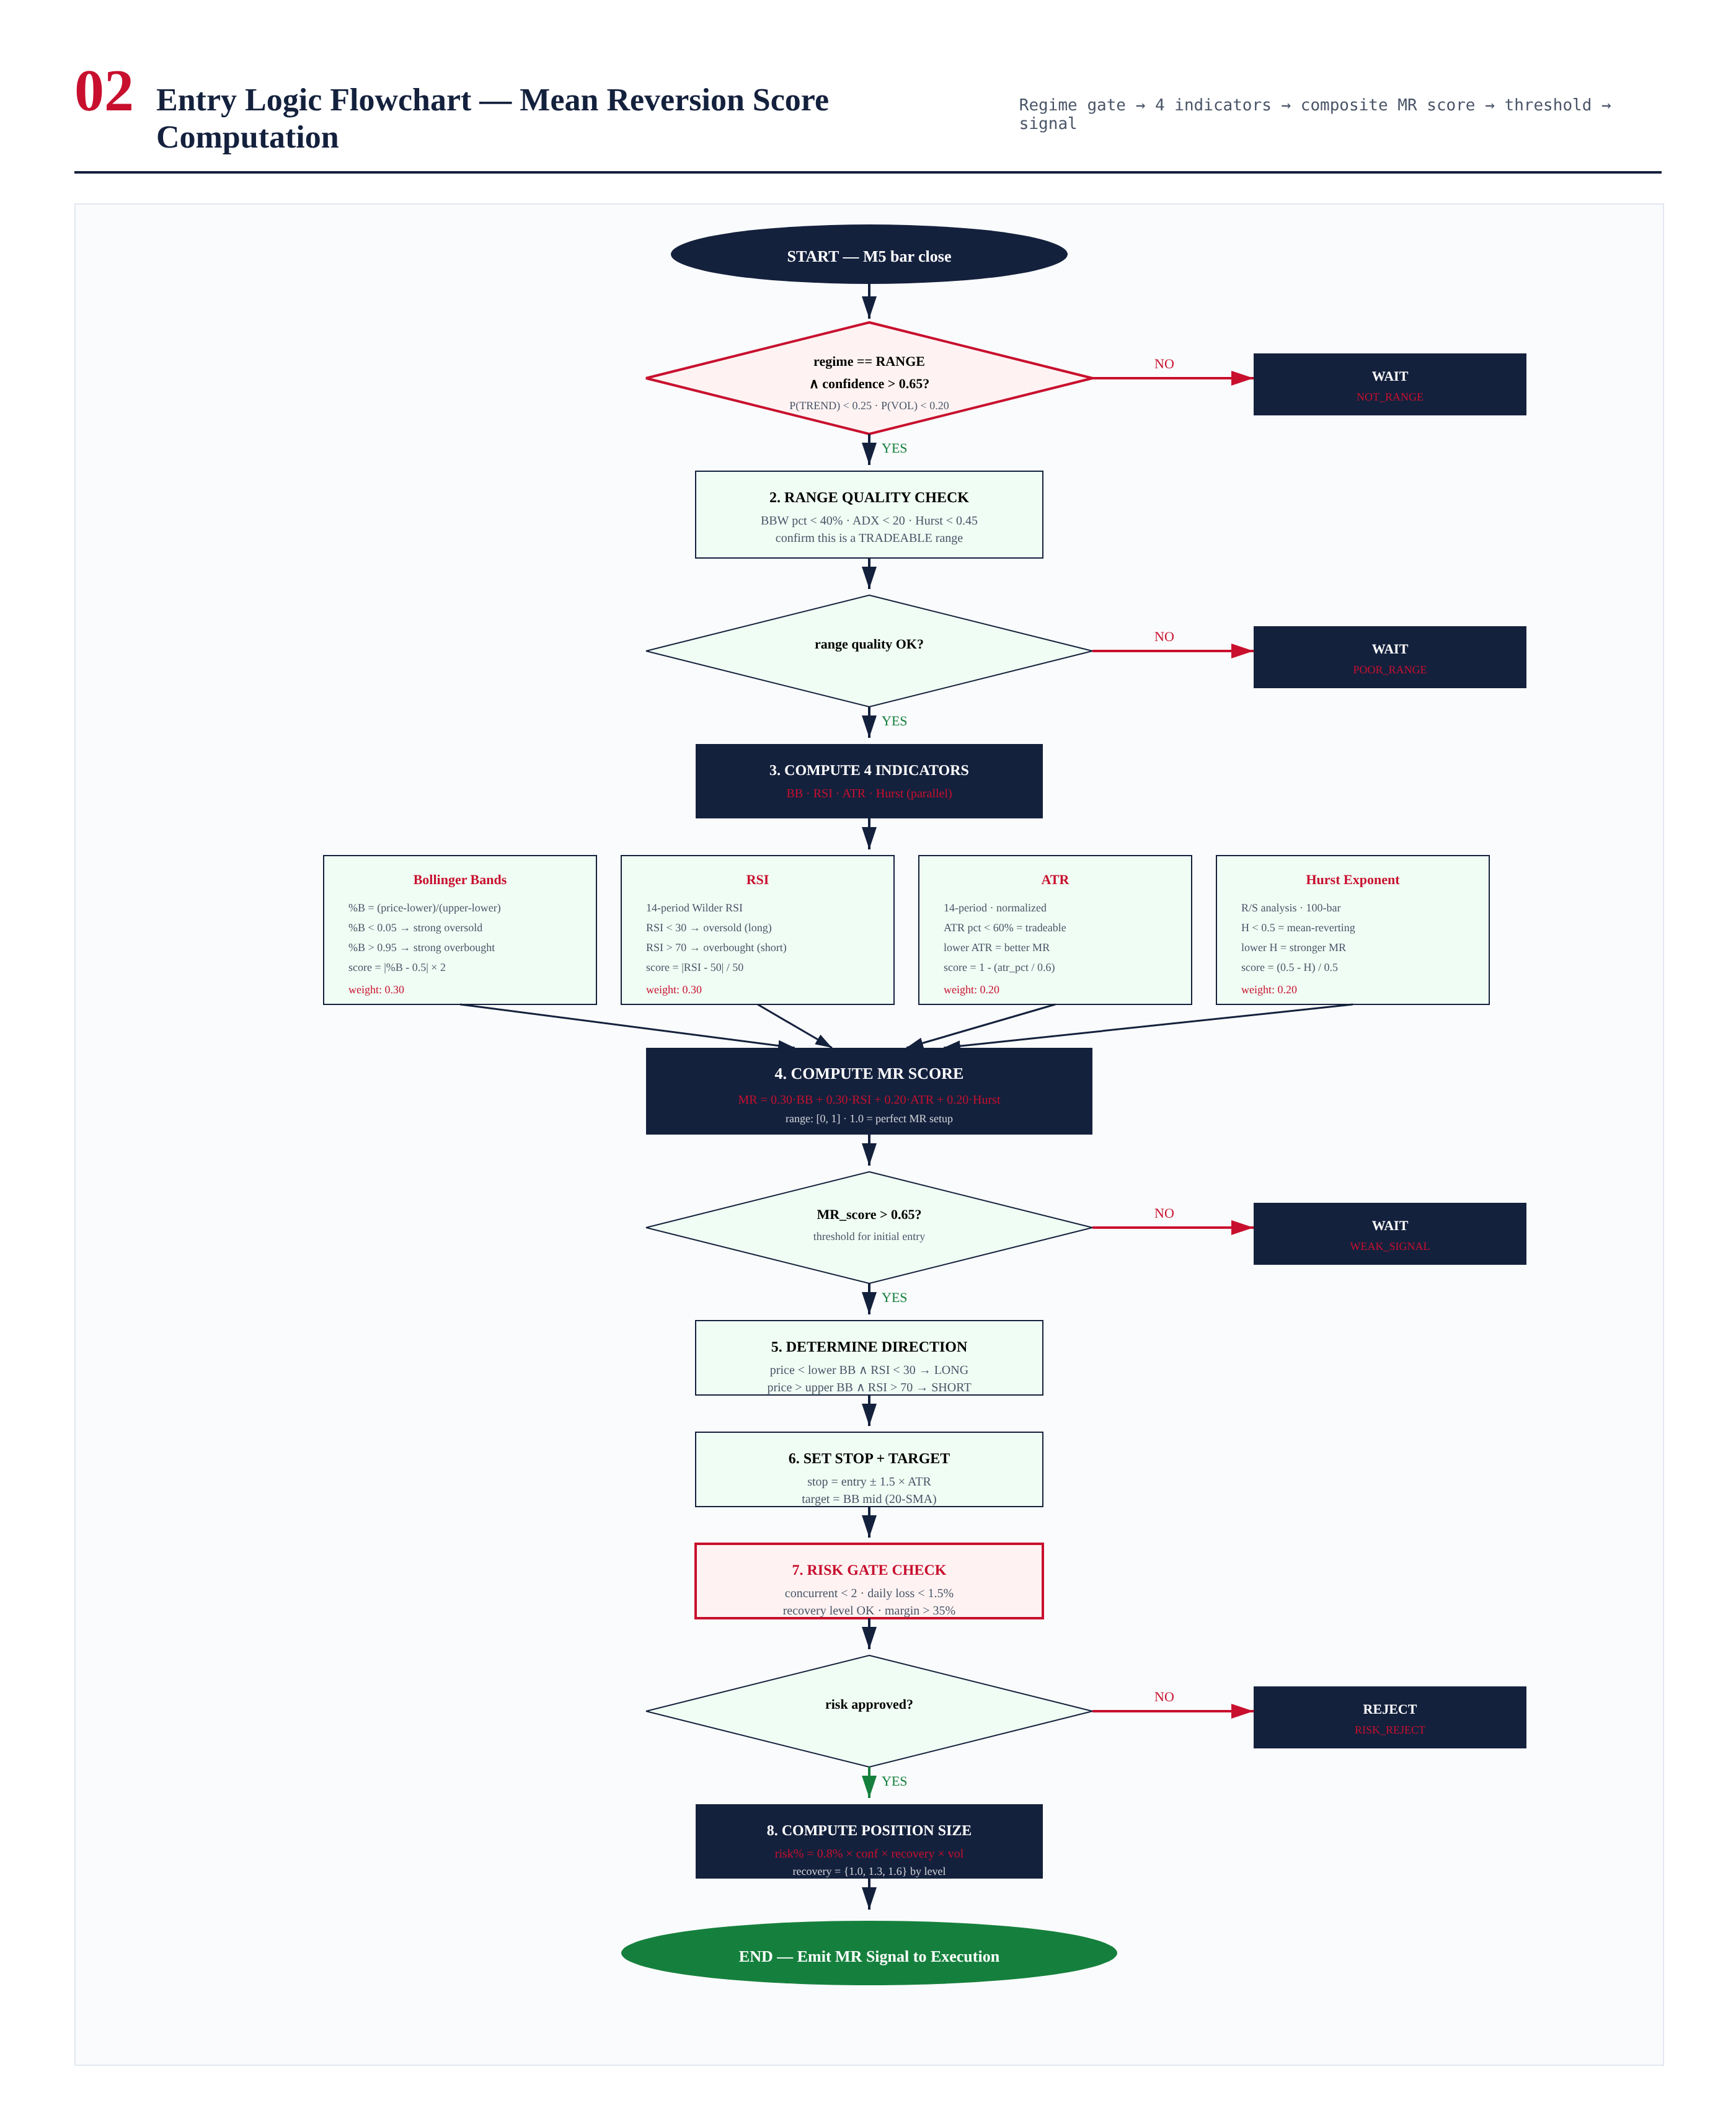 02
Entry Logic Flowchart — Mean Reversion Score
Computation
Regime gate → 4 indicators → composite MR score → threshold →
signal
START — M5 bar close
regime == RANGE
∧ confidence > 0.65?
P(TREND) < 0.25 · P(VOL) < 0.20
NO
WAIT
NOT_RANGE
YES
2. RANGE QUALITY CHECK
BBW pct < 40% · ADX < 20 · Hurst < 0.45
confirm this is a TRADEABLE range
range quality OK?
NO
WAIT
POOR_RANGE
YES
3. COMPUTE 4 INDICATORS
BB · RSI · ATR · Hurst (parallel)
Bollinger Bands
%B = (price-lower)/(upper-lower)
%B < 0.05 → strong oversold
%B > 0.95 → strong overbought
score = |%B - 0.5| × 2
weight: 0.30
RSI
14-period Wilder RSI
RSI < 30 → oversold (long)
RSI > 70 → overbought (short)
score = |RSI - 50| / 50
weight: 0.30
ATR
14-period · normalized
ATR pct < 60% = tradeable
lower ATR = better MR
score = 1 - (atr_pct / 0.6)
weight: 0.20
Hurst Exponent
R/S analysis · 100-bar
H < 0.5 = mean-reverting
lower H = stronger MR
score = (0.5 - H) / 0.5
weight: 0.20
4. COMPUTE MR SCORE
MR = 0.30·BB + 0.30·RSI + 0.20·ATR + 0.20·Hurst
range: [0, 1] · 1.0 = perfect MR setup
MR_score > 0.65?
threshold for initial entry
NO
WAIT
WEAK_SIGNAL
YES
5. DETERMINE DIRECTION
price < lower BB ∧ RSI < 30 → LONG
price > upper BB ∧ RSI > 70 → SHORT
6. SET STOP + TARGET
stop = entry ± 1.5 × ATR
target = BB mid (20-SMA)
7. RISK GATE CHECK
concurrent < 2 · daily loss < 1.5%
recovery level OK · margin > 35%
risk approved?
NO
REJECT
RISK_REJECT
YES
8. COMPUTE POSITION SIZE
risk% = 0.8% × conf × recovery × vol
recovery = {1.0, 1.3, 1.6} by level
END — Emit MR Signal to Execution